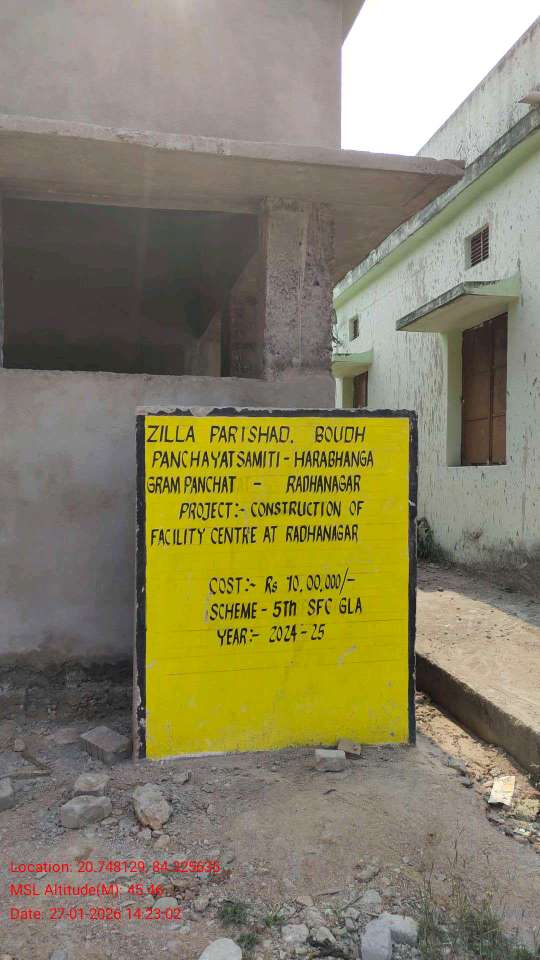 ZILLA PARISHAD. BOUDH
PANCHAYAT SAMITI - HARABHANGA
GRAM PANCHAT - RADHANAGAR
PROJECT:- CONSTRUCTION OF
FACILITY CENTRE AT RADHANAGAR
COST:- Rs 10,00,000/-
SCHEME - 5Th SFC GLA
YEAR:- 2024-25
Location: 20.748129, 84.225635
MSL Altitude(M): 45.46
Date: 27-01-2026 14:23:02